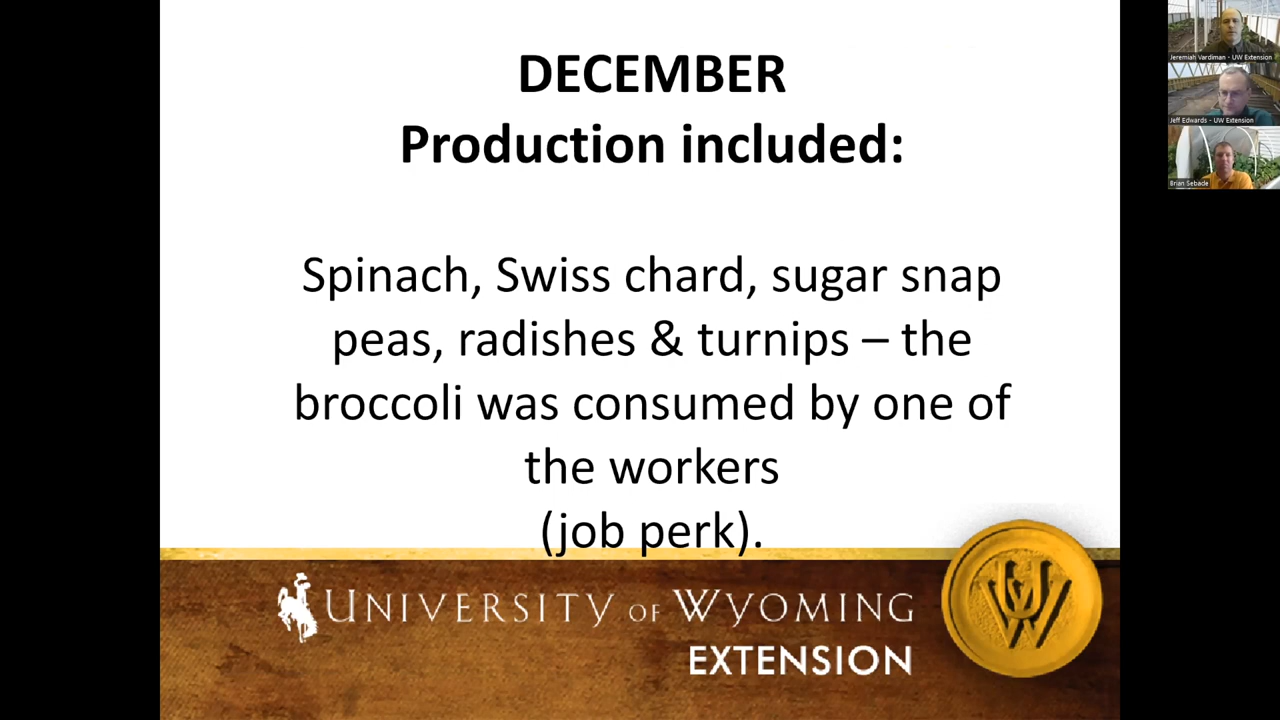 DECEMBER
Production included:
Spinach, Swiss chard, sugar snap
peas, radishes & turnips – the
broccoli was consumed by one of
the workers
(job perk).
UNIVERSITY OF WYOMING
EXTENSION
UW
Jeremiah Vardiman - UW Extension
Jeff Edwards - UW Extension
Brian Sebade